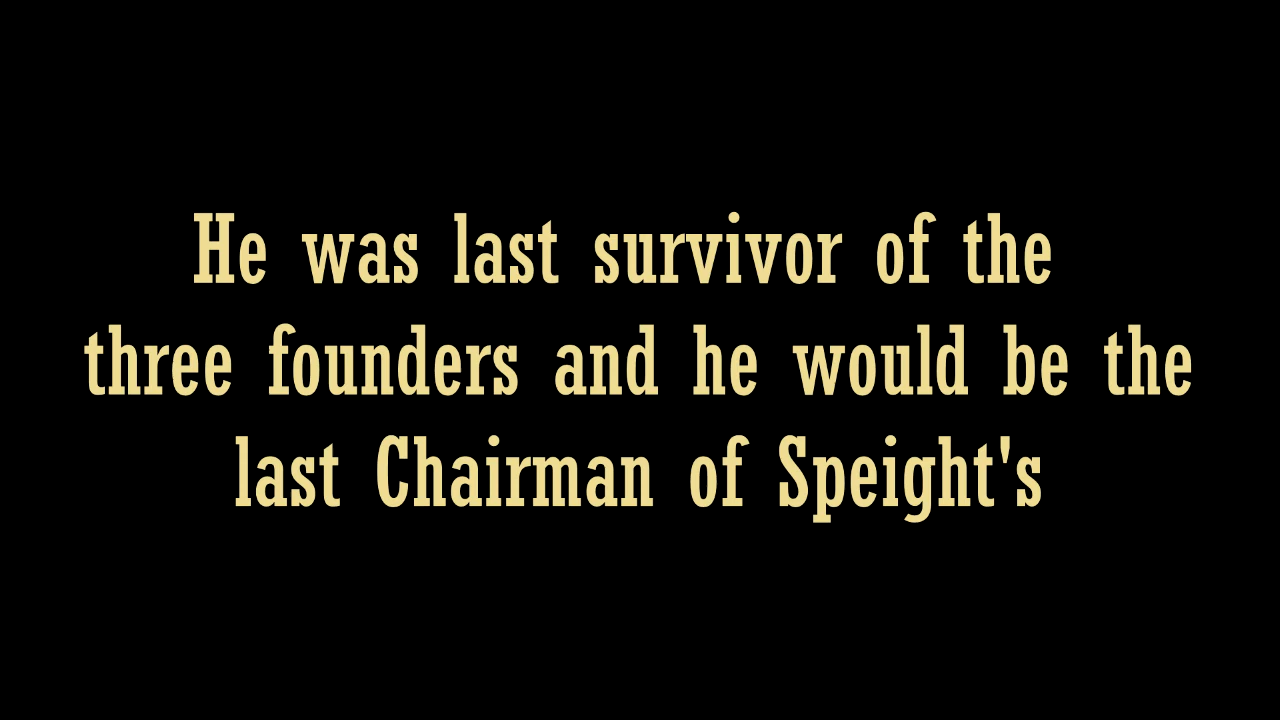 He was last survivor of the
three founders and he would be the
last Chairman of Speight's